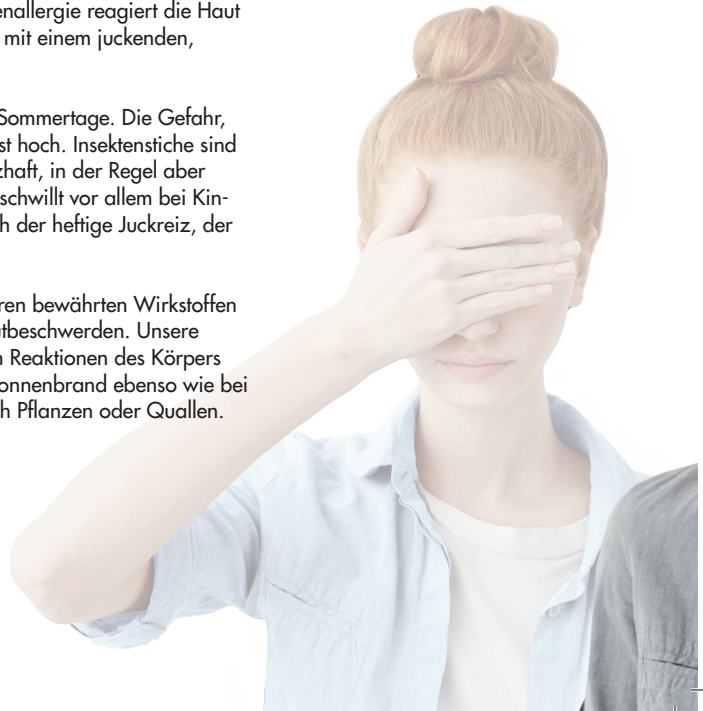 enallergie reagiert die Haut
mit einem juckenden,
Sommertage. Die Gefahr,
st hoch. Insektenstiche sind
zhaft, in der Regel aber
schwillt vor allem bei Kin-
h der heftige Juckreiz, der
ren bewährten Wirkstoffen
utbeschwerden. Unsere
n Reaktionen des Körpers
onnenbrand ebenso wie bei
ch Pflanzen oder Quallen.